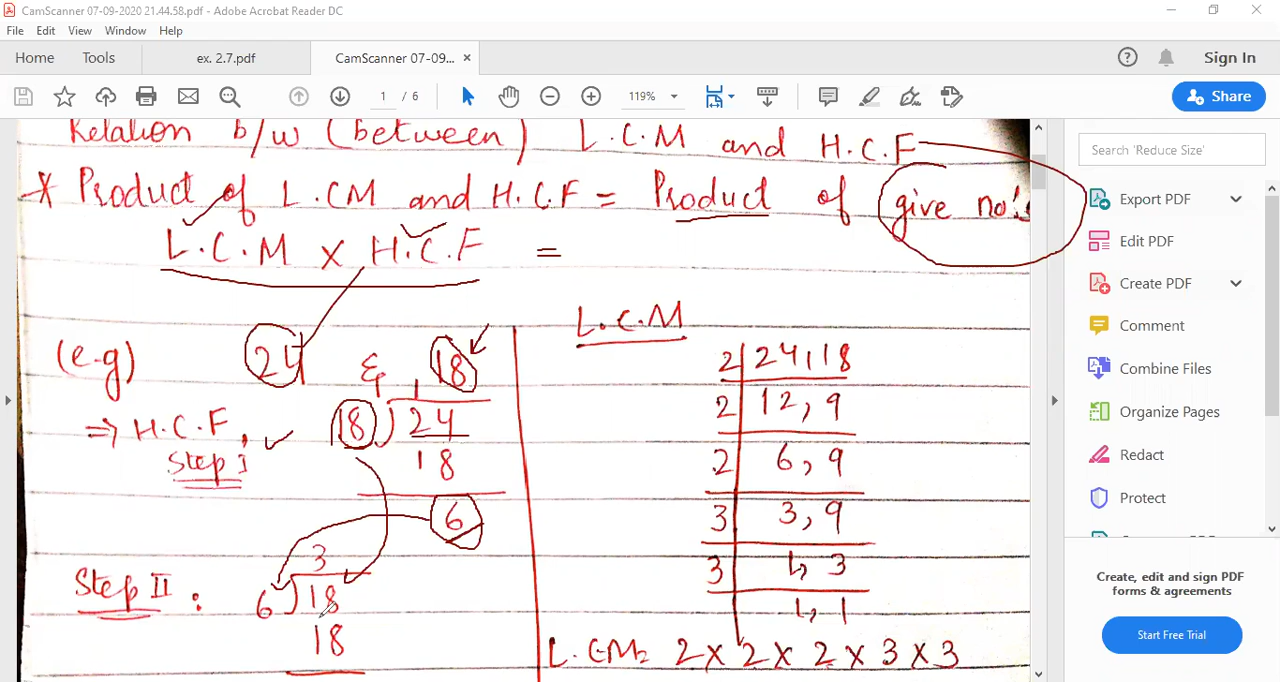 CamScanner 07-09-2020 21.44.58.pdf - Adobe Acrobat Reader DC
File Edit View Window Help
Home Tools ex. 2.7.pdf CamScanner 07-09... × Sign In
1 / 6 119% Share
Relation b/w (between) L.C.M and H.C.F
* Product of L.CM and H.C.F = Product of give no's
L.C.M x H.C.F =
(e.g) 24 & 18
1
⇒ H.C.F, 18 ) 24
Step I 18
6
3
Step II : 6 ) 18
18
L.C.M
2 | 24, 18
2 | 12, 9
2 | 6, 9
3 | 3, 9
3 | 1, 3
1, 1
L.CM= 2 x 2 x 2 x 3 x 3
Search 'Reduce Size'
Export PDF
Edit PDF
Create PDF
Comment
Combine Files
Organize Pages
Redact
Protect
Create, edit and sign PDF
forms & agreements
Start Free Trial